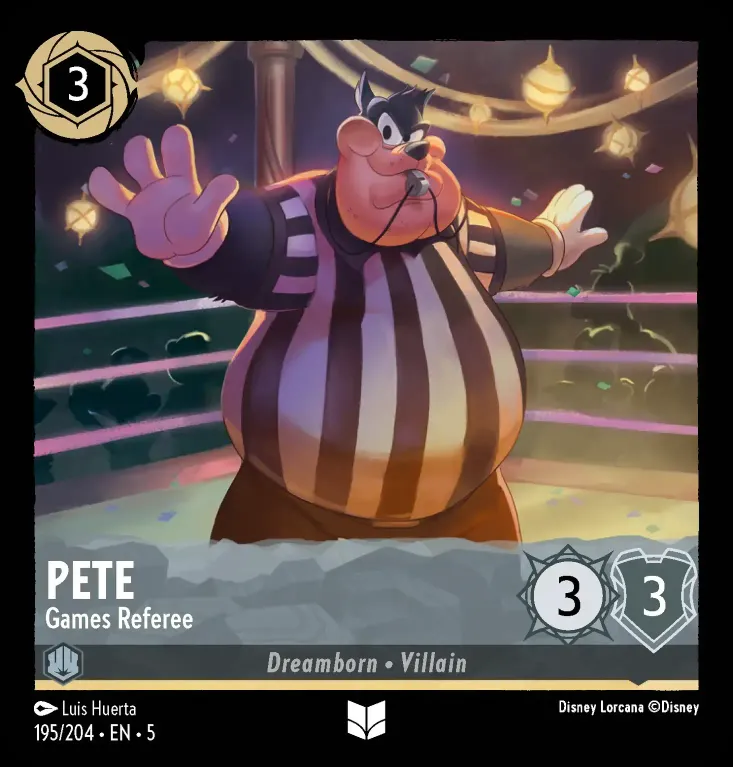 3
PETE
Games Referee
3
3
Dreamborn • Villain
Luis Huerta
Disney Lorcana ©Disney
195/204 • EN • 5